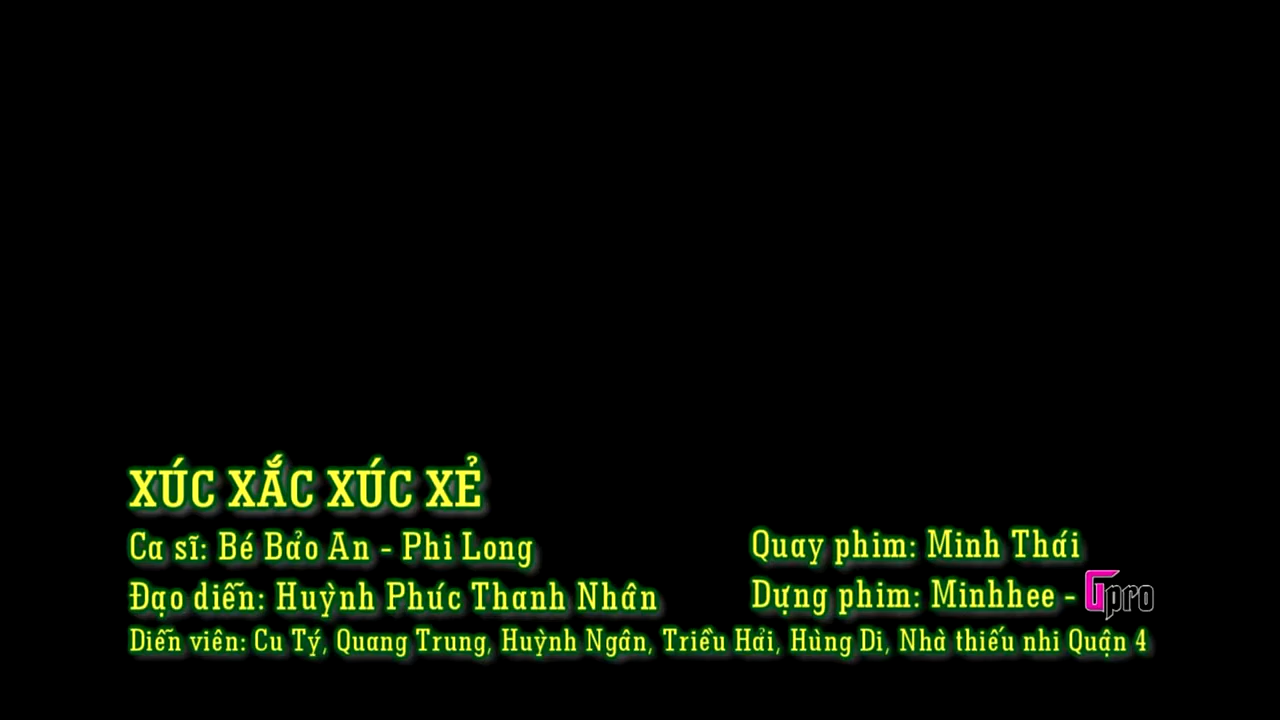 XÚC XẮC XÚC XẺ
Ca sĩ: Bé Bảo An - Phi Long
Quay phim: Minh Thái
Đạo diễn: Huỳnh Phúc Thanh Nhân
Dựng phim: Minhhee - Gpro
Diễn viên: Cu Tý, Quang Trung, Huỳnh Ngân, Triều Hải, Hùng Di, Nhà thiếu nhi Quận 4